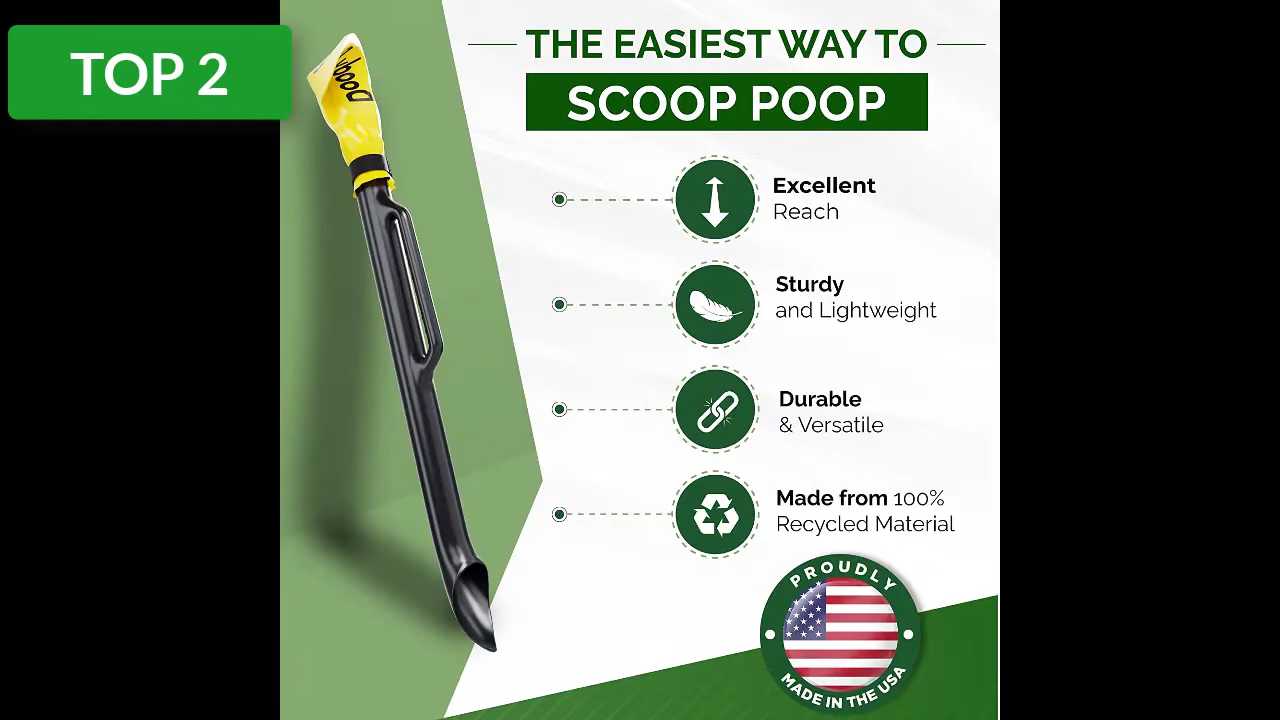 TOP 2
THE EASIEST WAY TO
SCOOP POOP
Excellent
Reach
Sturdy
and Lightweight
Durable
& Versatile
Made from 100%
Recycled Material
PROUDLY
MADE IN THE USA